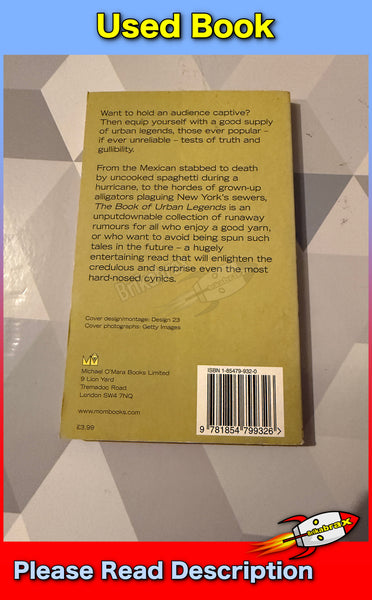 Used Book
Want to hold an audience captive?
Then equip yourself with a good supply
of urban legends, those ever popular –
if ever unreliable – tests of truth and
gullibility.
From the Mexican stabbed to death
by uncooked spaghetti during a
hurricane, to the hordes of grown-up
alligators plaguing New York's sewers,
The Book of Urban Legends is an
unputdownable collection of runaway
rumours for all who enjoy a good yarn,
or who want to avoid being spun such
tales in the future – a hugely
entertaining read that will enlighten the
credulous and surprise even the most
hard-nosed cynics.
Cover design/montage: Design 23
Cover photographs: Getty Images
Michael O'Mara Books Limited
9 Lion Yard
Tremadoc Road
London SW4 7NQ
www.mombooks.com
£3.99
ISBN 1-85479-932-0
9 781854 799326 >
brikabrax
Please Read Description